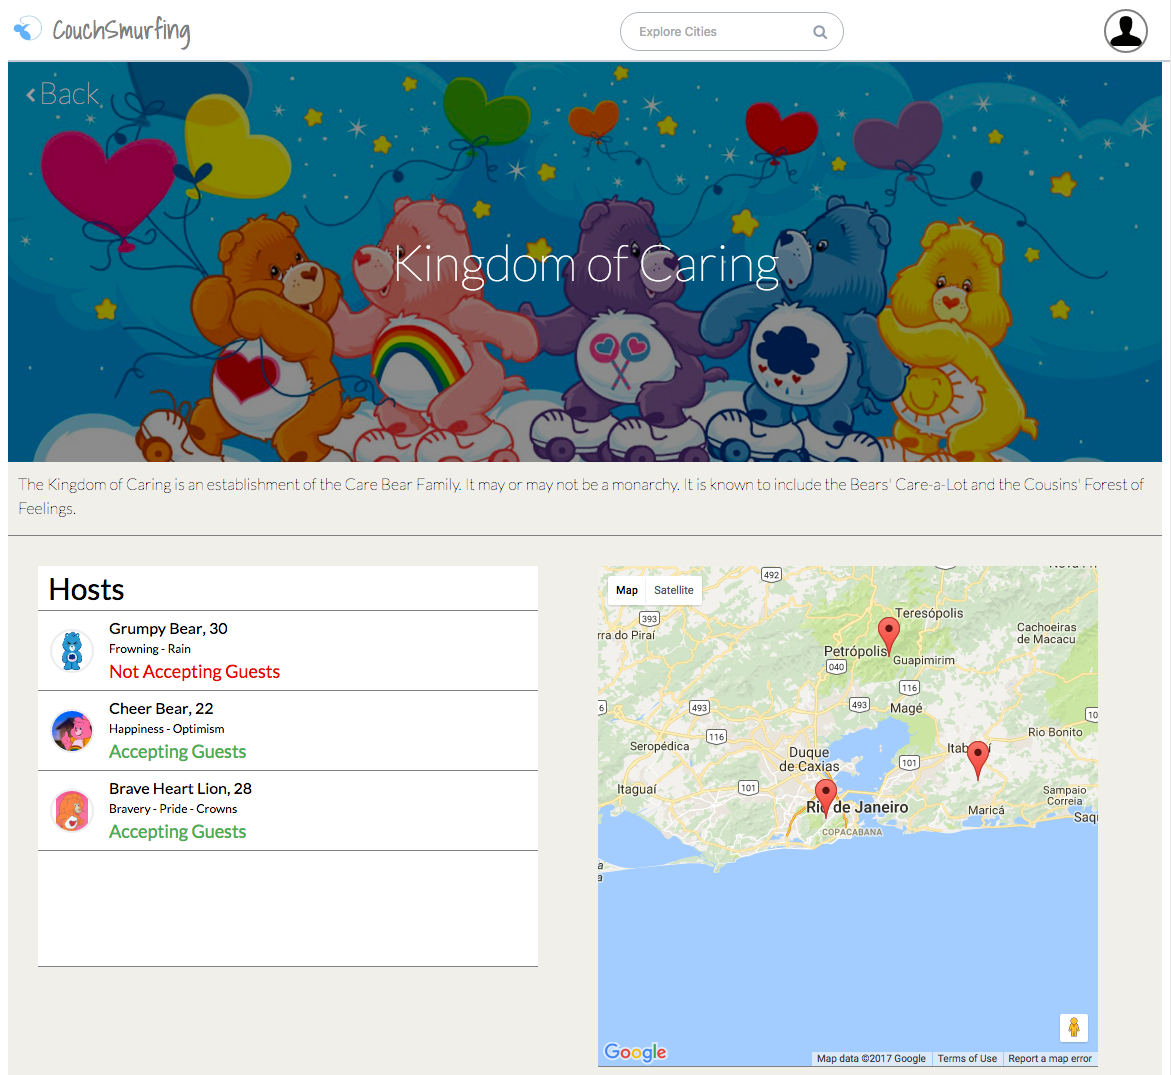 CouchSmurfing
Explore Cities
Back
Kingdom of Caring
The Kingdom of Caring is an establishment of the Care Bear Family. It may or may not be a monarchy. It is known to include the Bears' Care-a-Lot and the Cousins' Forest of
Feelings.
Hosts
Grumpy Bear, 30
Frowning - Rain
Not Accepting Guests
Cheer Bear, 22
Happiness - Optimism
Accepting Guests
Brave Heart Lion, 28
Bravery - Pride - Crowns
Accepting Guests
Map Satellite
492
393
Teresópolis
rra do Piraí
Cachoeiras
de Macacu
Petrópolis
Guapimirim
040
116
493
493
Magé
6
10
116
Rio Bonito
Seropédica
Duque
de Caxias
101
Itaguaí
101
Sampaio
Correia
Rio de Janeiro
Maricá
Saqu
COPACABANA
a
a
Google
Map data ©2017 Google
Terms of Use
Report a map error